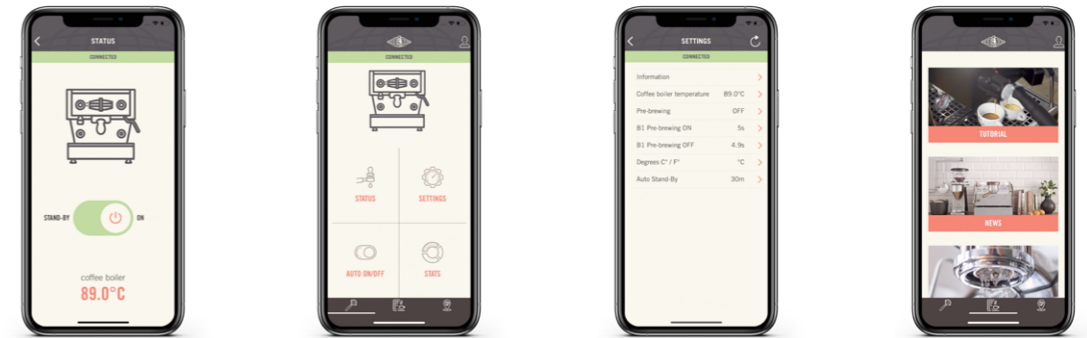 STATUS
CONNECTED
STAND-BY
ON
coffee boiler
89.0°C
CONNECTED
STATUS
SETTINGS
AUTO ON/OFF
STATS
SETTINGS
CONNECTED
Information
Coffee boiler temperature 89.0°C
Pre-brewing OFF
B1 Pre-brewing ON 5s
B1 Pre-brewing OFF 4.9s
Degrees C° / F° °C
Auto Stand-By 30m
TUTORIAL
NEWS